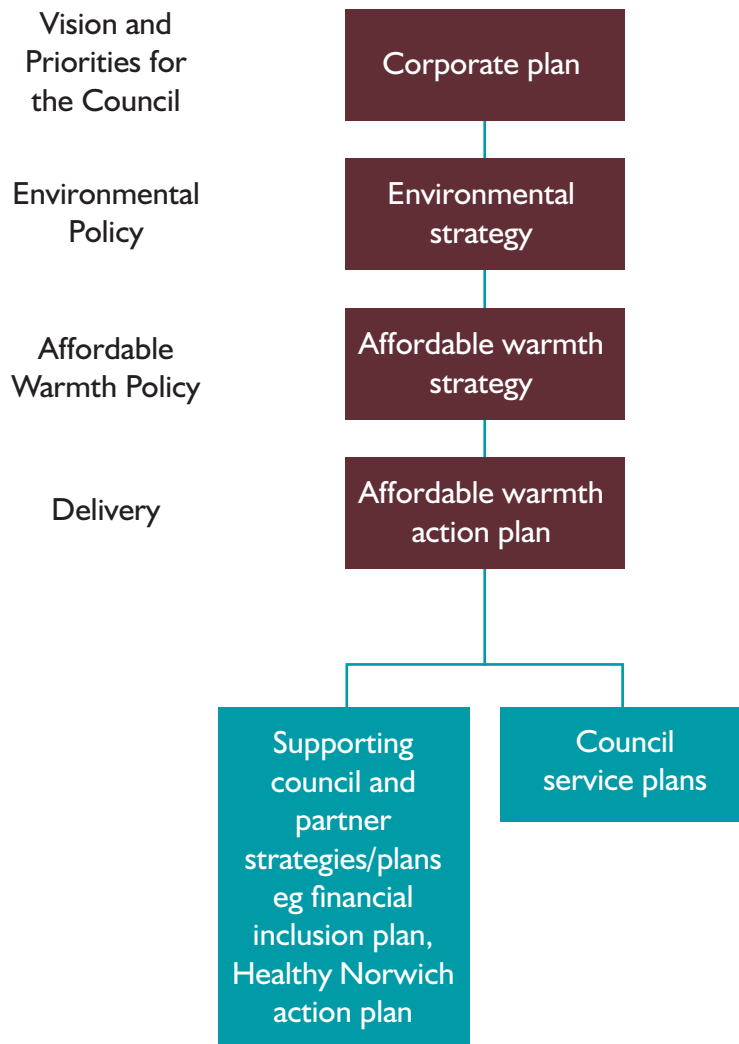 Vision and
Priorities for
the Council
Corporate plan
Environmental
Policy
Environmental
strategy
Affordable
Warmth Policy
Affordable warmth
strategy
Delivery
Affordable warmth
action plan
Supporting
council and
partner
strategies/plans
eg financial
inclusion plan,
Healthy Norwich
action plan
Council
service plans